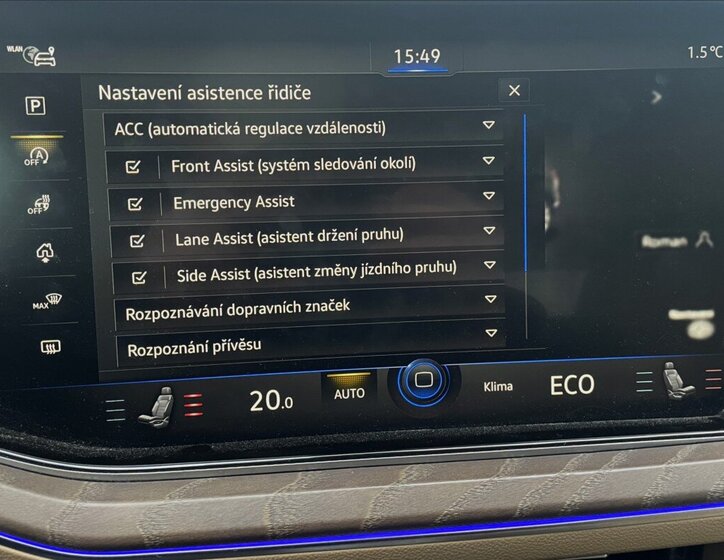 WLAN
15:49
1.5°C
Nastavení asistence řidiče
P
ACC (automatická regulace vzdálenosti)
A
OFF
Front Assist (systém sledování okolí)
Emergency Assist
OFF
Lane Assist (asistent držení pruhu)
Side Assist (asistent změny jízdního pruhu)
Roman
MAX
Rozpoznávání dopravních značek
Rozpoznání přívěsu
20.0
AUTO
Klima
ECO